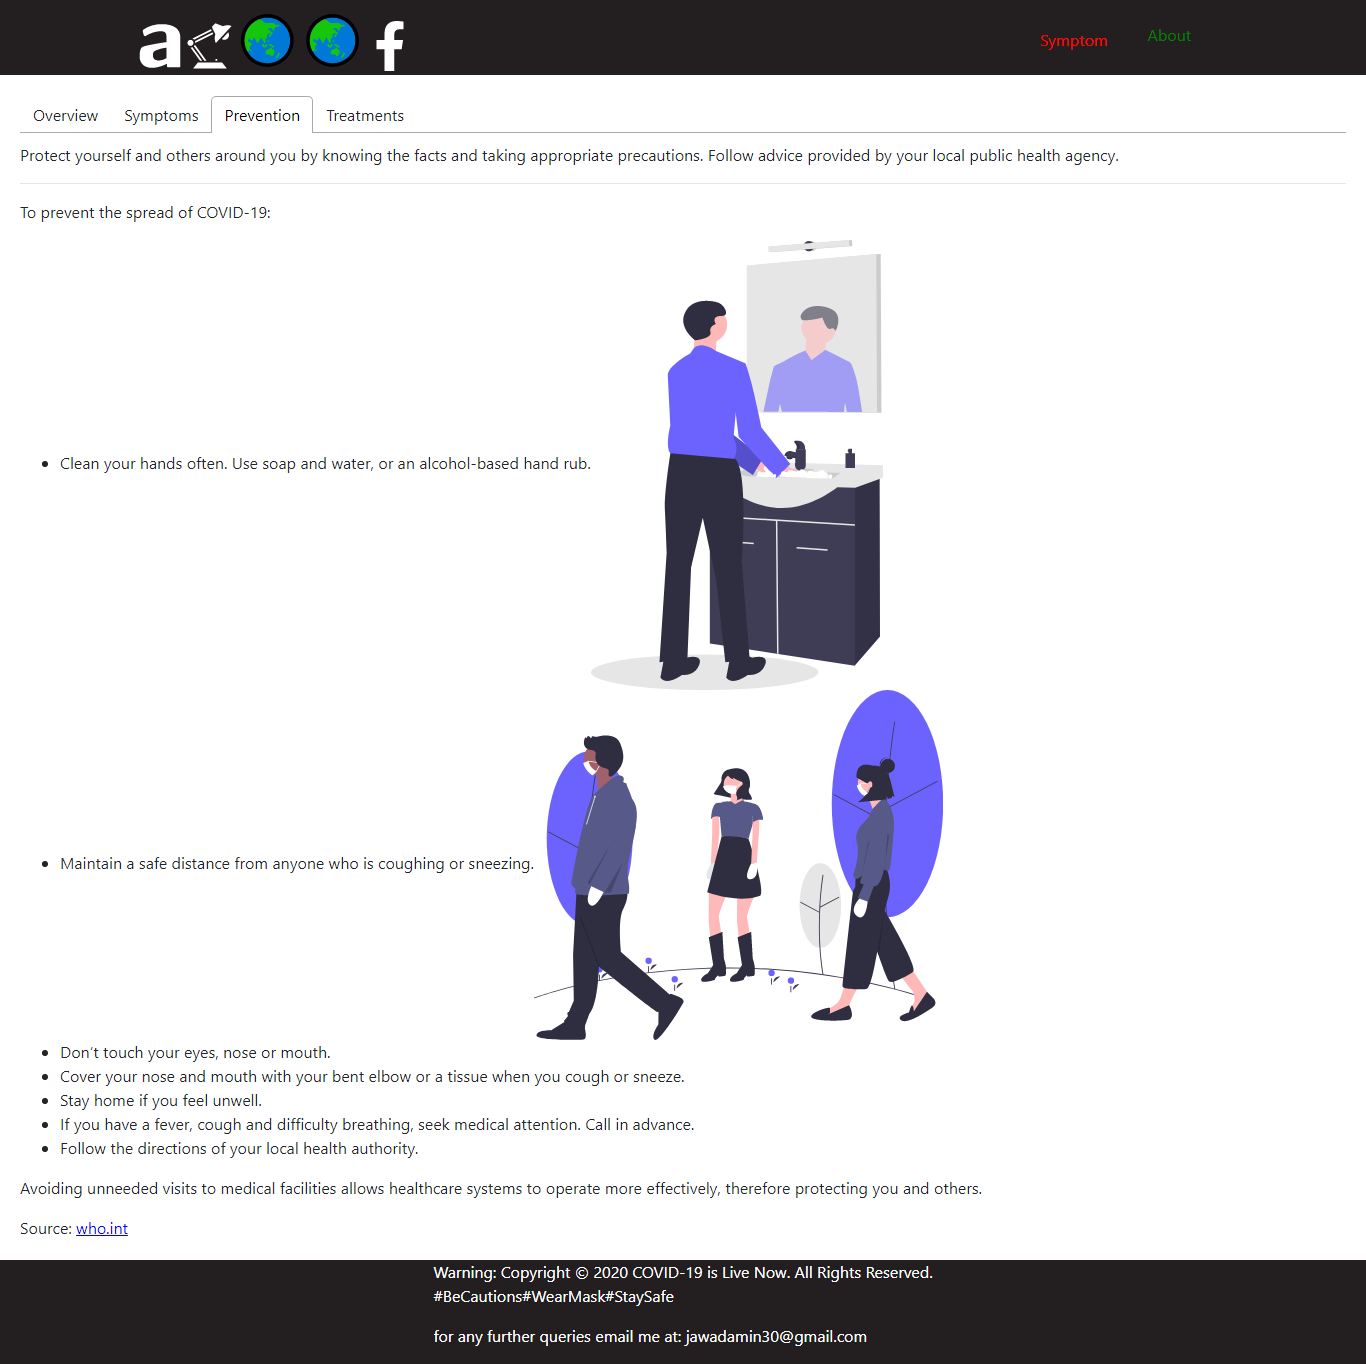 a f
Symptom
About
Overview
Symptoms
Prevention
Treatments
Protect yourself and others around you by knowing the facts and taking appropriate precautions. Follow advice provided by your local public health agency.
To prevent the spread of COVID-19:
• Clean your hands often. Use soap and water, or an alcohol-based hand rub.
• Maintain a safe distance from anyone who is coughing or sneezing.
• Don't touch your eyes, nose or mouth.
• Cover your nose and mouth with your bent elbow or a tissue when you cough or sneeze.
• Stay home if you feel unwell.
• If you have a fever, cough and difficulty breathing, seek medical attention. Call in advance.
• Follow the directions of your local health authority.
Avoiding unneeded visits to medical facilities allows healthcare systems to operate more effectively, therefore protecting you and others.
Source: who.int
Warning: Copyright © 2020 COVID-19 is Live Now. All Rights Reserved.
#BeCautions#WearMask#StaySafe
for any further queries email me at: jawadamin30@gmail.com